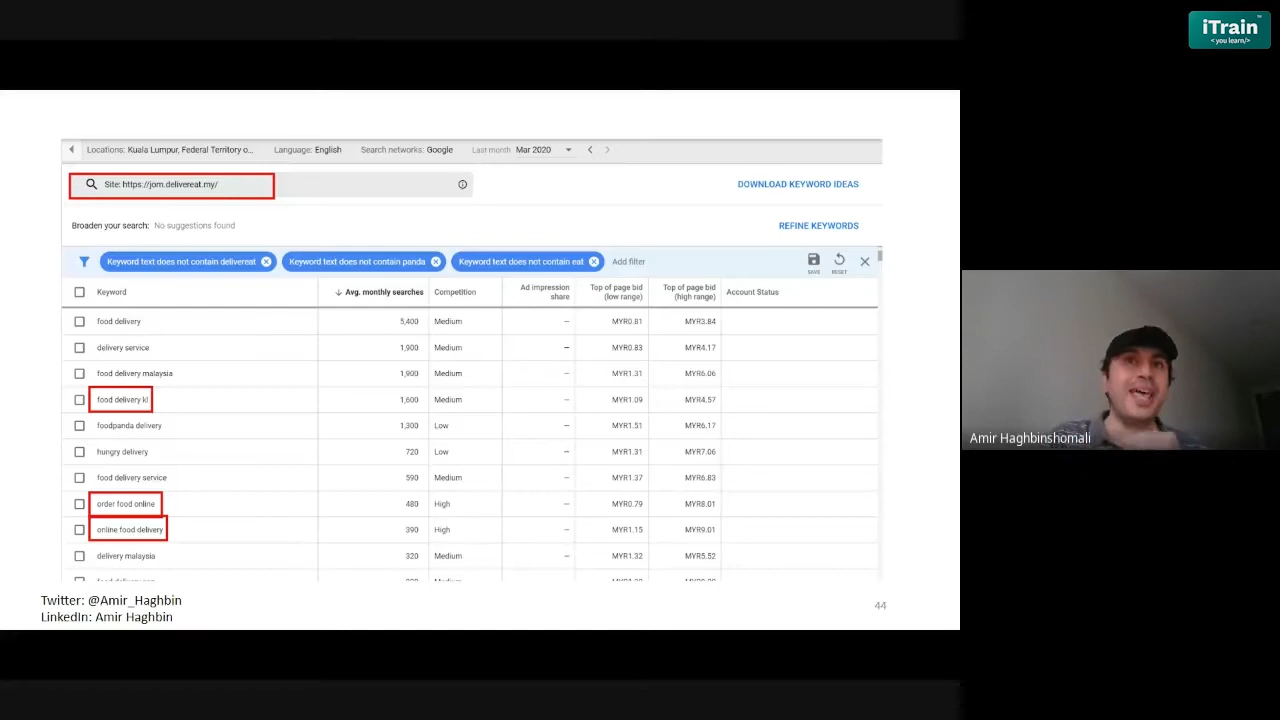 iTrain
< you learn/>
Locations: Kuala Lumpur, Federal Territory o... Language: English Search networks: Google Last month Mar 2020
Site: https://jom.delivereat.my/
DOWNLOAD KEYWORD IDEAS
Broaden your search: No suggestions found
REFINE KEYWORDS
Keyword text does not contain delivereat Keyword text does not contain panda Keyword text does not contain eat Add filter
SAVE RESET
Keyword Avg. monthly searches Competition Ad impression share Top of page bid (low range) Top of page bid (high range) Account Status
food delivery 5,400 Medium – MYR0.81 MYR3.84
delivery service 1,900 Medium – MYR0.83 MYR4.17
food delivery malaysia 1,900 Medium – MYR1.31 MYR6.06
food delivery kl 1,600 Medium – MYR1.09 MYR4.57
foodpanda delivery 1,300 Low – MYR1.51 MYR6.17
hungry delivery 720 Low – MYR1.31 MYR7.06
food delivery service 590 Medium – MYR1.37 MYR6.83
order food online 480 High – MYR0.79 MYR8.01
online food delivery 390 High – MYR1.15 MYR9.01
delivery malaysia 320 Medium – MYR1.32 MYR5.52
Twitter: @Amir_Haghbin
LinkedIn: Amir Haghbin
44
Amir Haghbinshomali